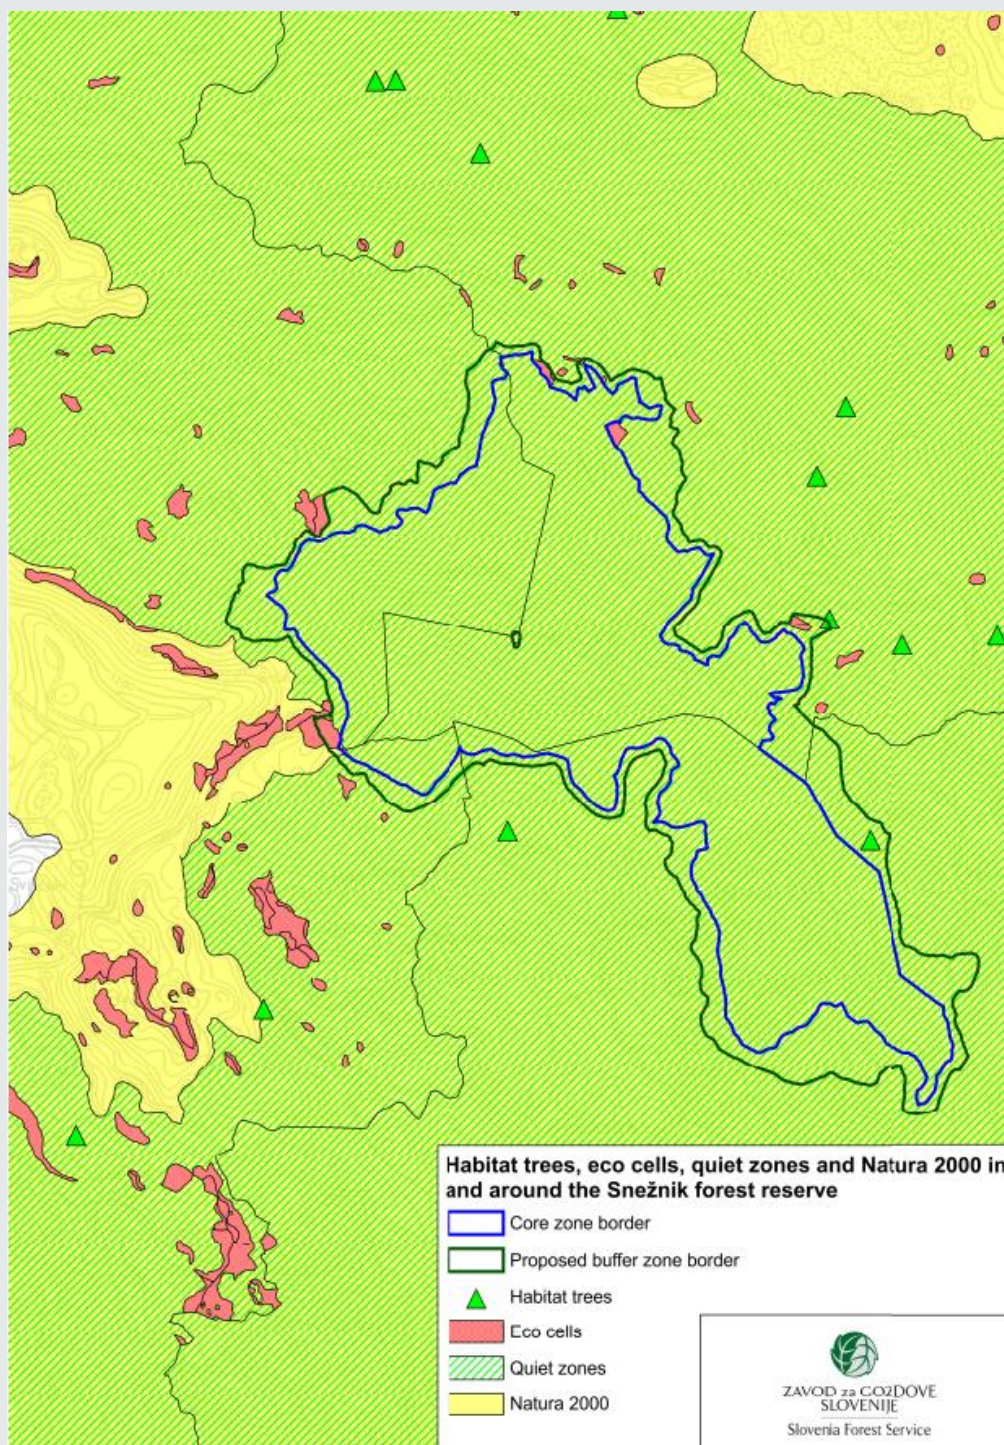 Habitat trees, eco cells, quiet zones and Natura 2000 in
and around the Snežnik forest reserve
Core zone border
Proposed buffer zone border
Habitat trees
Eco cells
Quiet zones
Natura 2000
ZAVOD za GOZDOVE
SLOVENIJE
Slovenia Forest Service